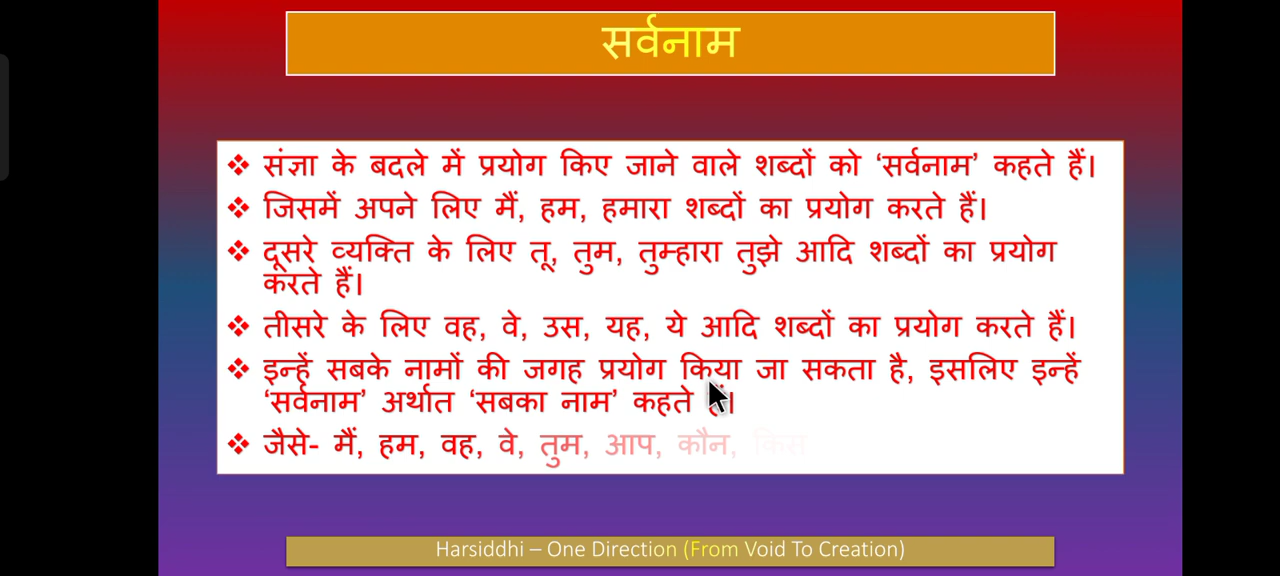 सर्वनाम
❖ संज्ञा के बदले में प्रयोग किए जाने वाले शब्दों को ‘सर्वनाम’ कहते हैं।
❖ जिसमें अपने लिए मैं, हम, हमारा शब्दों का प्रयोग करते हैं।
❖ दूसरे व्यक्ति के लिए तू, तुम, तुम्हारा तुझे आदि शब्दों का प्रयोग
करते हैं।
❖ तीसरे के लिए वह, वे, उस, यह, ये आदि शब्दों का प्रयोग करते हैं।
❖ इन्हें सबके नामों की जगह प्रयोग किया जा सकता है, इसलिए इन्हें
‘सर्वनाम’ अर्थात ‘सबका नाम’ कहते हैं।
❖ जैसे- मैं, हम, वह, वे, तुम, आप, कौन, किस
Harsiddhi – One Direction (From Void To Creation)